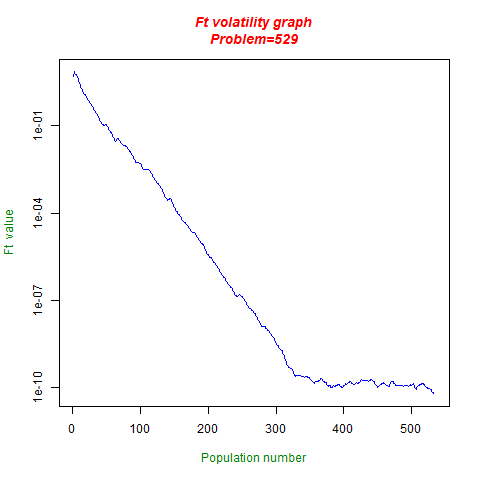 Ft volatility graph
Problem=529
Ft value
1e-01
1e-04
1e-07
1e-10
0 100 200 300 400 500
Population number